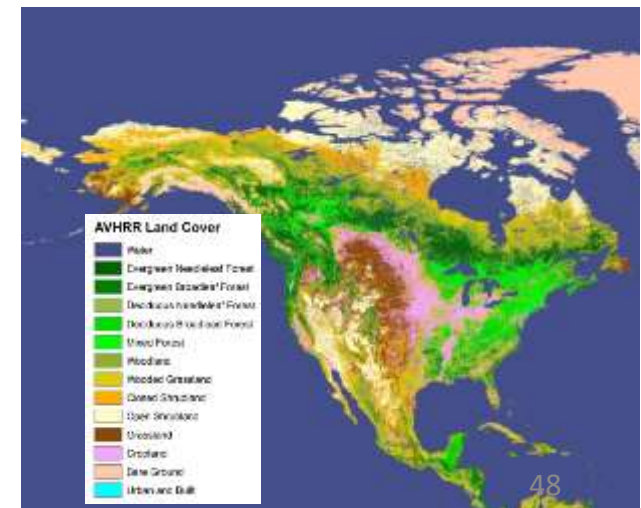 AVHRR Land Cover
Water
Evergreen Needleleaf Forest
Evergreen Broadleaf Forest
Deciduous Needleleaf Forest
Deciduous Broadleaf Forest
Mixed Forest
Woodland
Wooded Grassland
Closed Shrubland
Open Shrubland
Grassland
Cropland
Bare Ground
Urban and Built
48